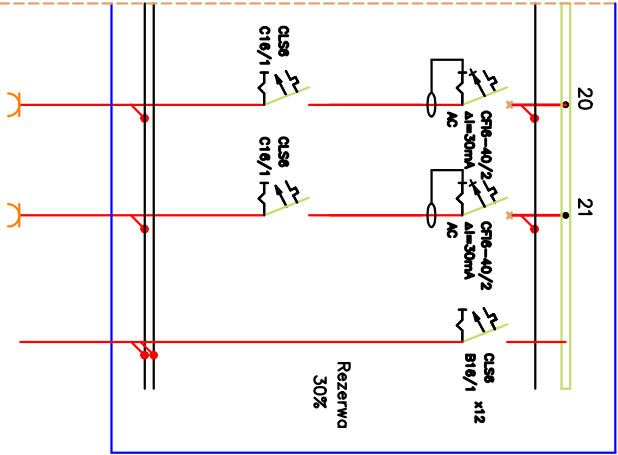 20
CLS6
C16/1
CFI6-40/2
ΔI=30mA
AC
21
CLS6
C16/1
CFI6-40/2
ΔI=30mA
AC
CLS6
B16/1 x12
Rezerwa
30%